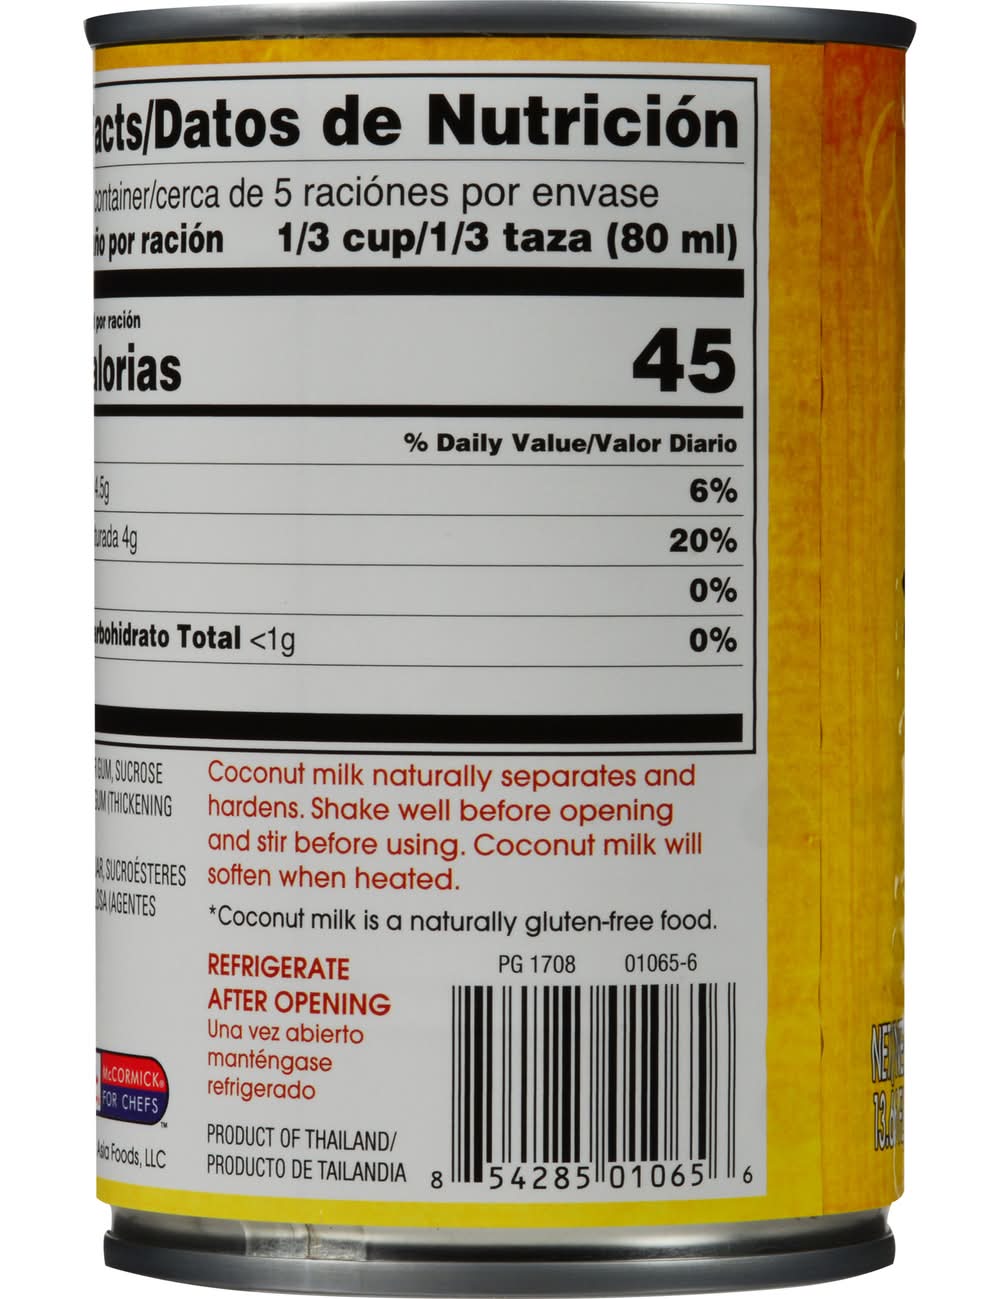 acts/Datos de Nutrición
container/cerca de 5 raciónes por envase
ño por ración 1/3 cup/1/3 taza (80 ml)
por ración
alorias 45
% Daily Value/Valor Diario
4.5g 6%
urada 4g 20%
0%
rbohidrato Total <1g 0%
GUM, SUCROSE
GUM (THICKENING
AR, SUCROÉSTERES
OSA (AGENTES
Coconut milk naturally separates and
hardens. Shake well before opening
and stir before using. Coconut milk will
soften when heated.
*Coconut milk is a naturally gluten-free food.
REFRIGERATE
AFTER OPENING
Una vez abierto
manténgase
refrigerado
PRODUCT OF THAILAND/
PRODUCTO DE TAILANDIA
PG 1708 01065-6
8 54285 01065 6
McCORMICK®
FOR CHEFS™
Asia Foods, LLC
NET
13.6